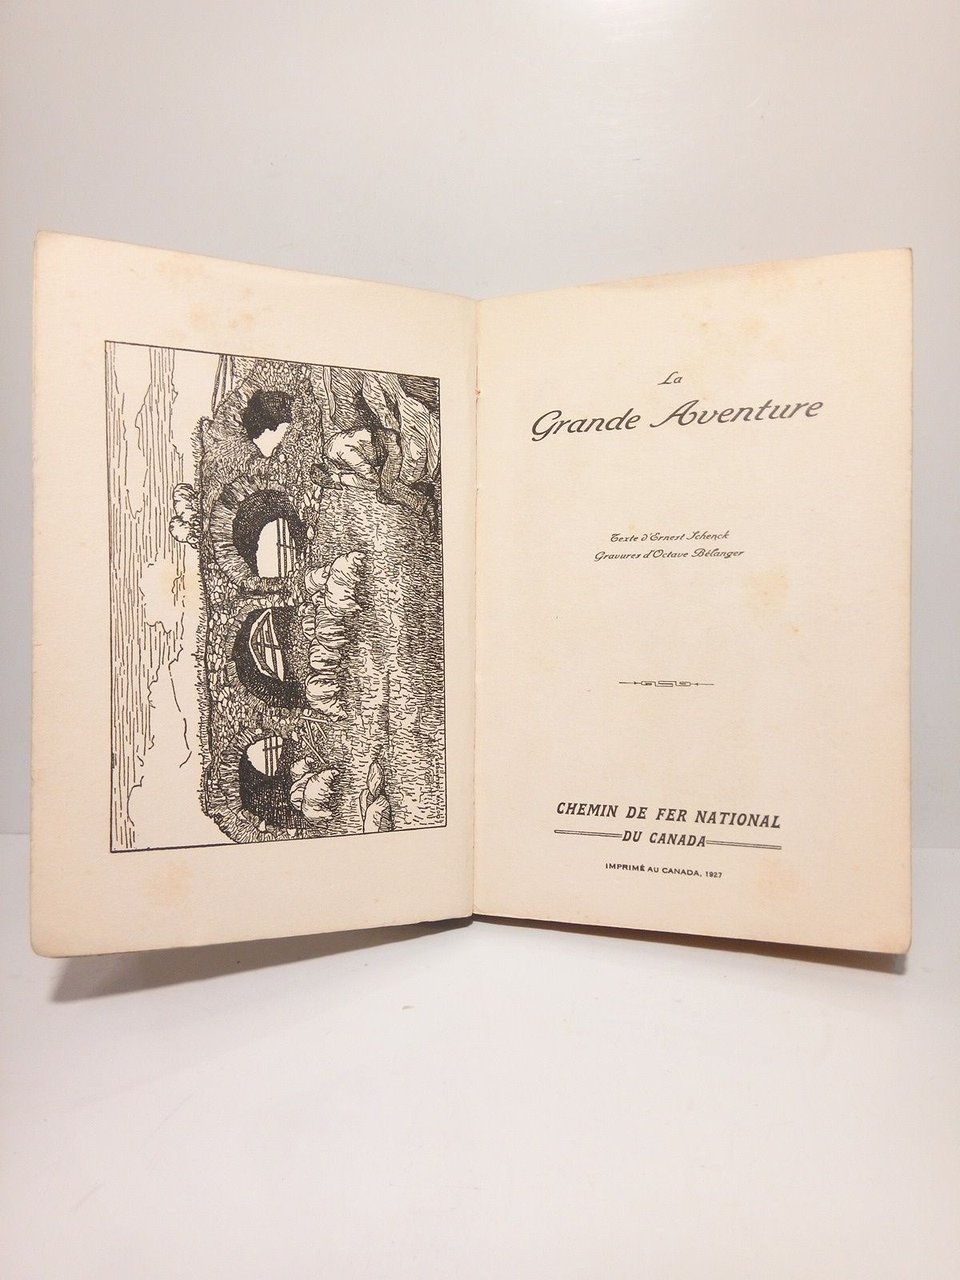 La
Grande Aventure
Texte d'Ernest Schenck
Gravures d'Octave Bélanger
CHEMIN DE FER NATIONAL
DU CANADA
IMPRIMÉ AU CANADA, 1927